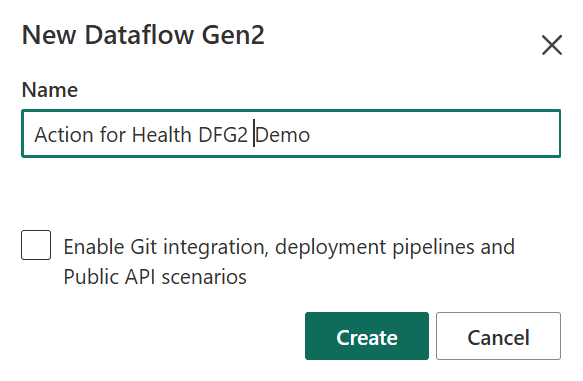 New Dataflow Gen2
Name
Action for Health DFG2 Demo
Enable Git integration, deployment pipelines and
Public API scenarios
Create
Cancel